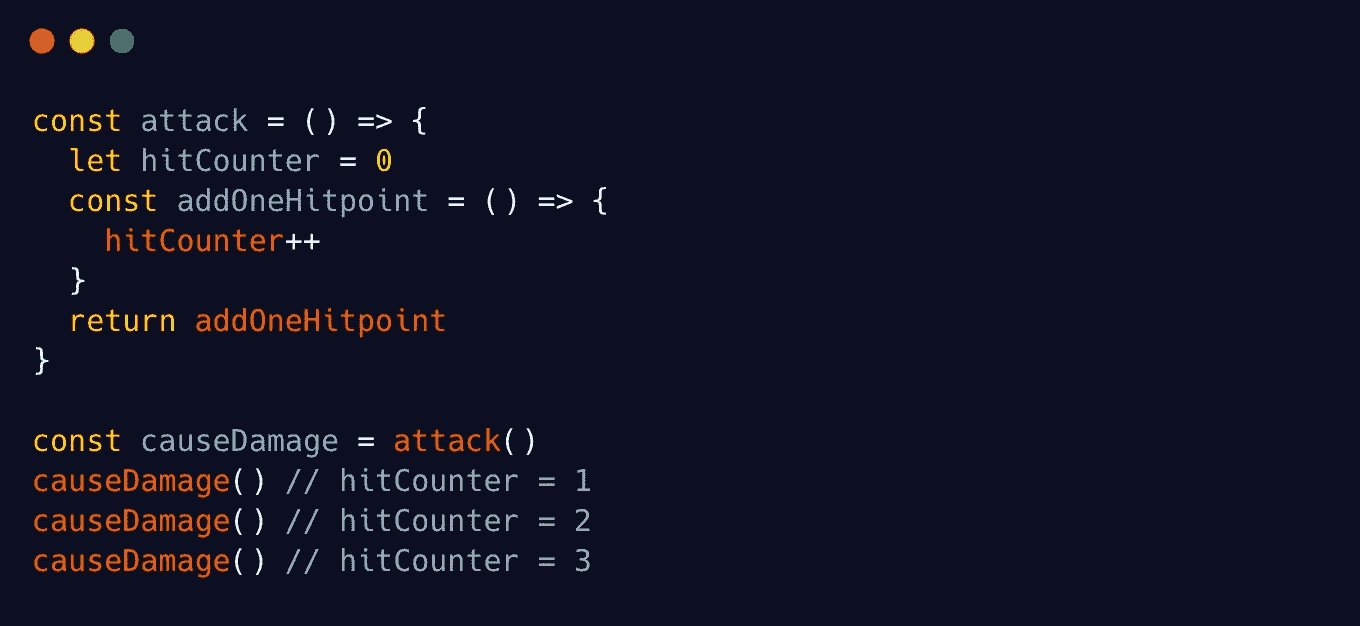 const attack = () => {
  let hitCounter = 0
  const addOneHitpoint = () => {
    hitCounter++
  }
  return addOneHitpoint
}

const causeDamage = attack()
causeDamage() // hitCounter = 1
causeDamage() // hitCounter = 2
causeDamage() // hitCounter = 3